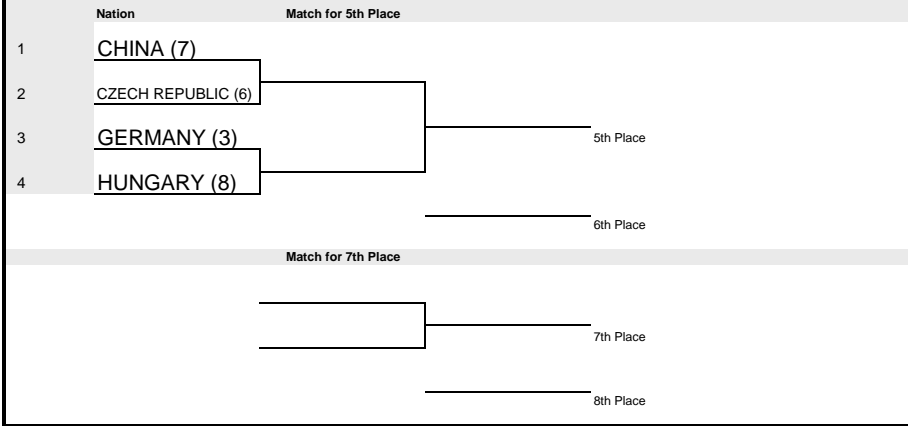 Nation Match for 5th Place
1 CHINA (7)
2 CZECH REPUBLIC (6)
3 GERMANY (3)
5th Place
4 HUNGARY (8)
6th Place
Match for 7th Place
7th Place
8th Place